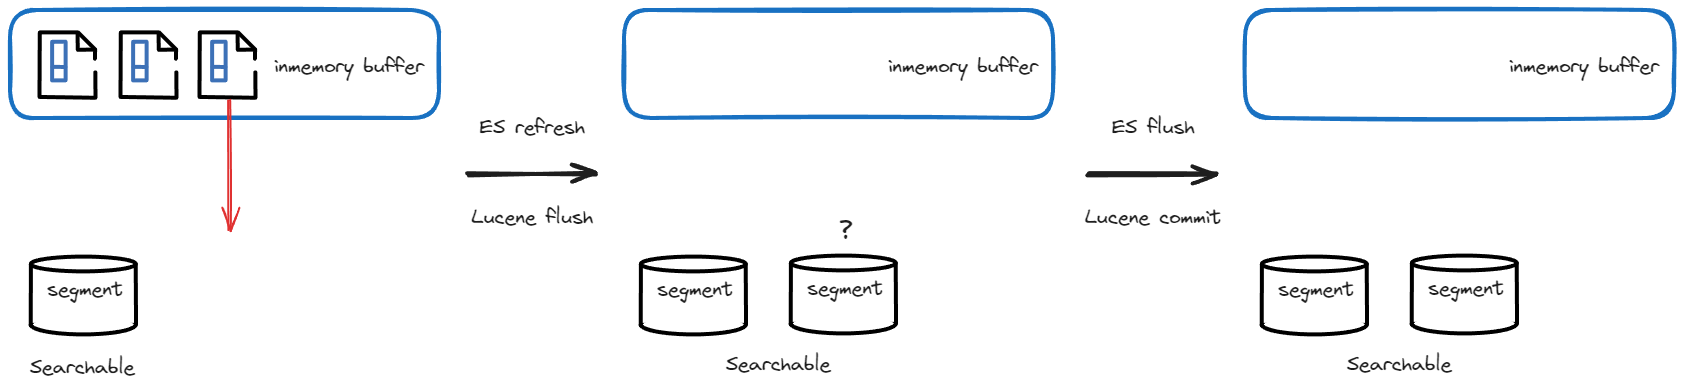 inmemory buffer
segment
Searchable
ES refresh
Lucene flush
inmemory buffer
?
segment
segment
Searchable
ES flush
Lucene commit
inmemory buffer
segment
segment
Searchable